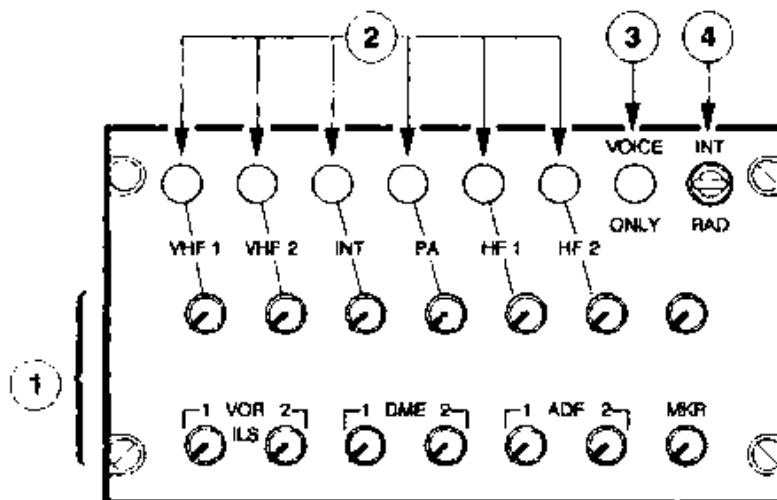 2 3 4
VOICE INT
ONLY RAD
VHF 1 VHF 2 INT PA HF 1 HF 2
1
1 VOR 2 1 DME 2 1 ADF 2 MKR
ILS